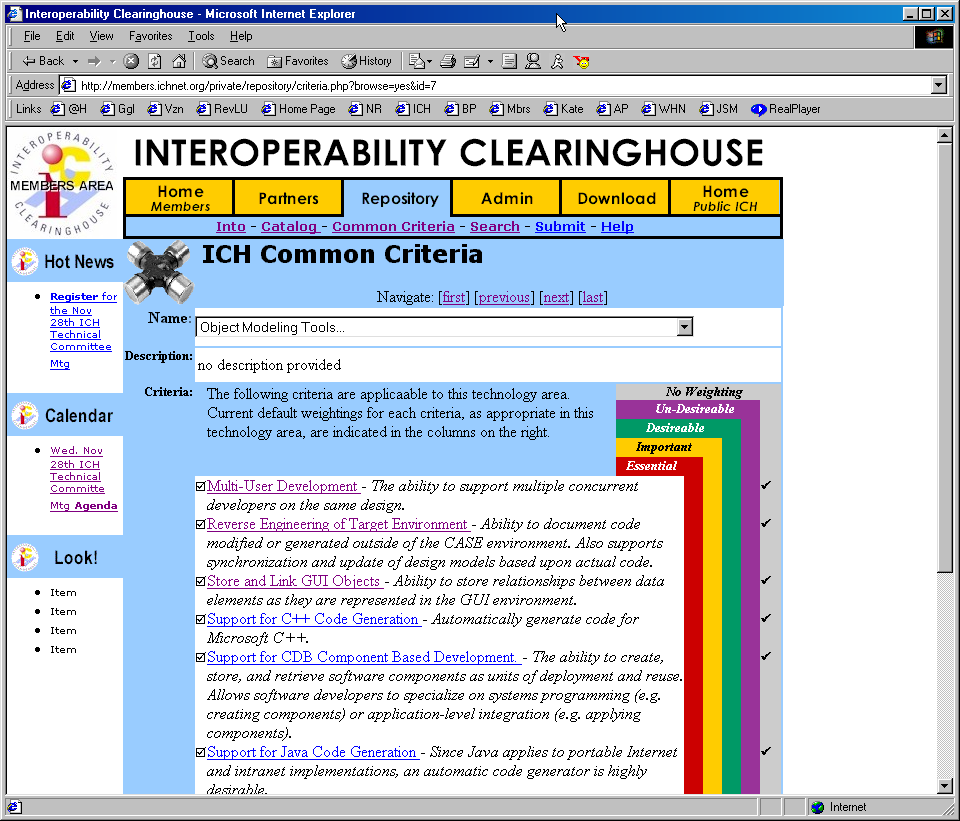 Interoperability Clearinghouse - Microsoft Internet Explorer
File Edit View Favorites Tools Help
Back Search Favorites History
Address http://members.ichnet.org/private/repository/criteria.php?browse=yes&id=7
Links @H Ggl Vzn RevLU Home Page NR ICH BP Mbrs Kate AP WHN JSM RealPlayer
INTEROPERABILITY
MEMBERS AREA
CLEARINGHOUSE
INTEROPERABILITY CLEARINGHOUSE
Home Members Partners Repository Admin Download Home Public ICH
Into - Catalog - Common Criteria - Search - Submit - Help
Hot News
Register for
the Nov
28th ICH
Technical
Committee
Mtg
Calendar
Wed. Nov
28th ICH
Technical
Committe
Mtg Agenda
Look!
Item
Item
Item
Item
ICH Common Criteria
Navigate: [first] [previous] [next] [last]
Name: Object Modeling Tools...
Description: no description provided
Criteria: The following criteria are applicaable to this technology area.
Current default weightings for each criteria, as appropriate in this
technology area, are indicated in the columns on the right.
No Weighting
Un-Desireable
Desireable
Important
Essential
Multi-User Development - The ability to support multiple concurrent
developers on the same design.
Reverse Engineering of Target Environment - Ability to document code
modified or generated outside of the CASE environment. Also supports
synchronization and update of design models based upon actual code.
Store and Link GUI Objects - Ability to store relationships between data
elements as they are represented in the GUI environment.
Support for C++ Code Generation - Automatically generate code for
Microsoft C++.
Support for CDB Component Based Development. - The ability to create,
store, and retrieve software components as units of deployment and reuse.
Allows software developers to specialize on systems programming (e.g.
creating components) or application-level integration (e.g. applying
components).
Support for Java Code Generation - Since Java applies to portable Internet
and intranet implementations, an automatic code generator is highly
desirable.
Internet